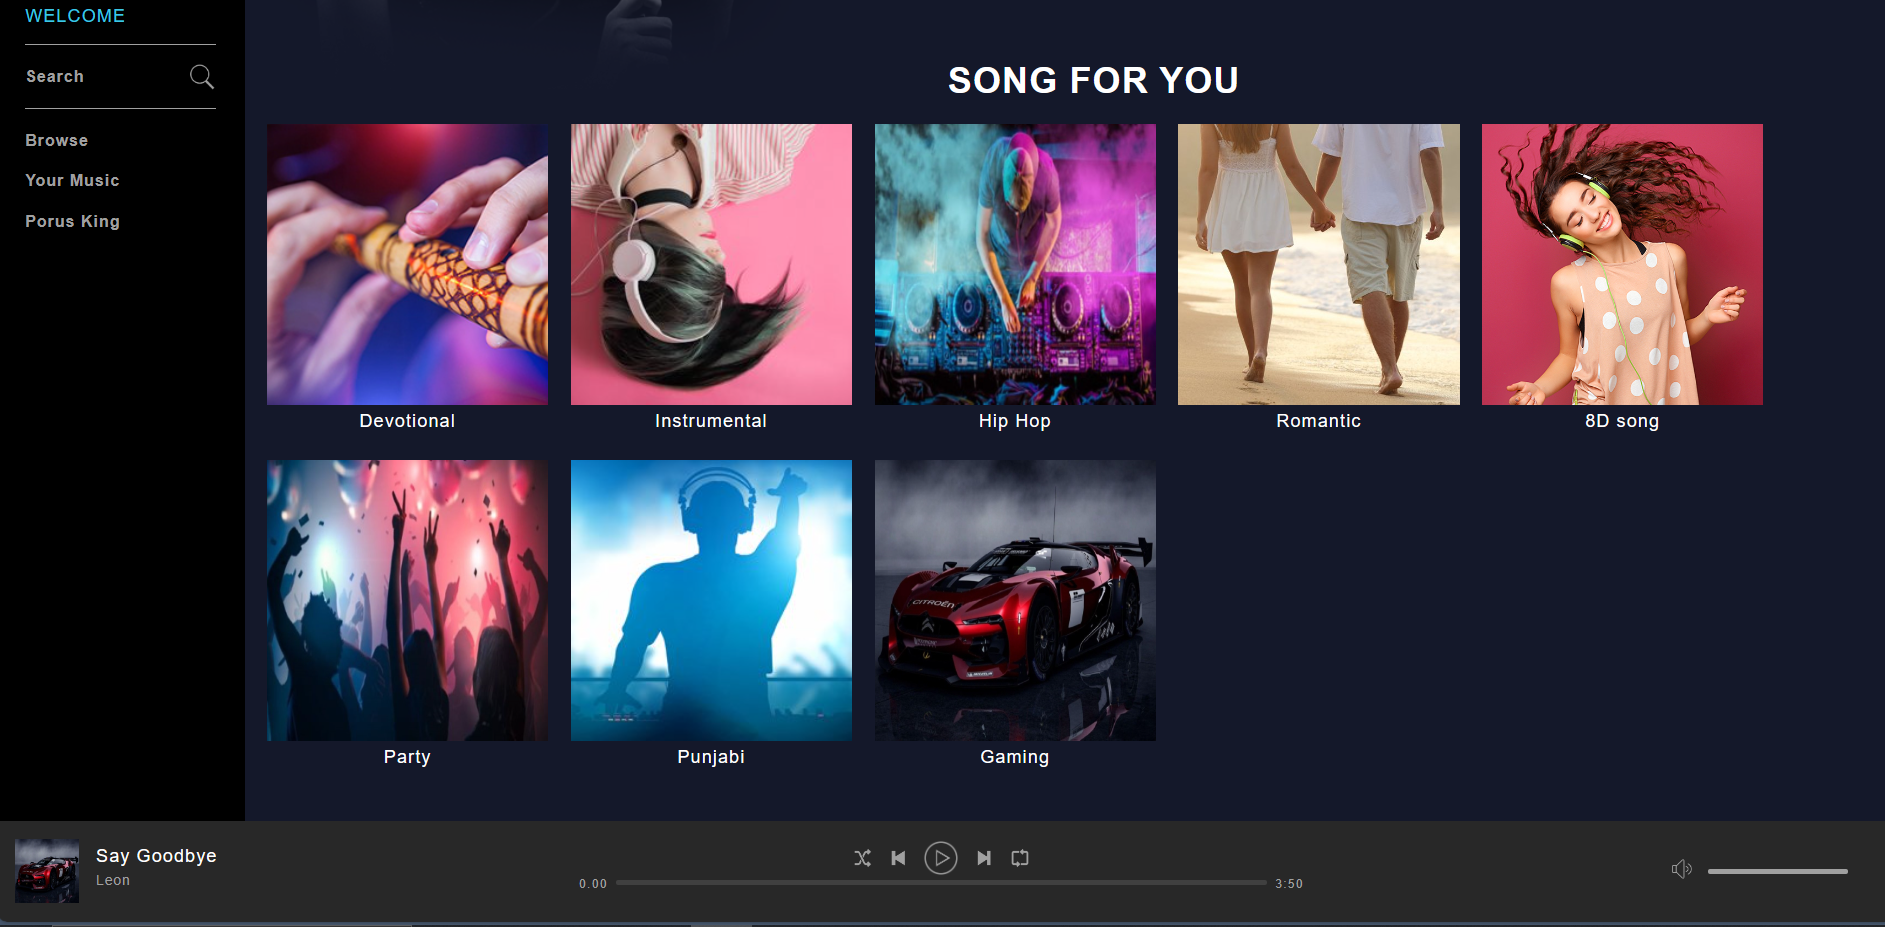 WELCOME
Search
Browse
Your Music
Porus King
SONG FOR YOU
Devotional
Instrumental
Hip Hop
Romantic
8D song
CITROËN
Party
Punjabi
Gaming
Say Goodbye
Leon
0.00
3:50